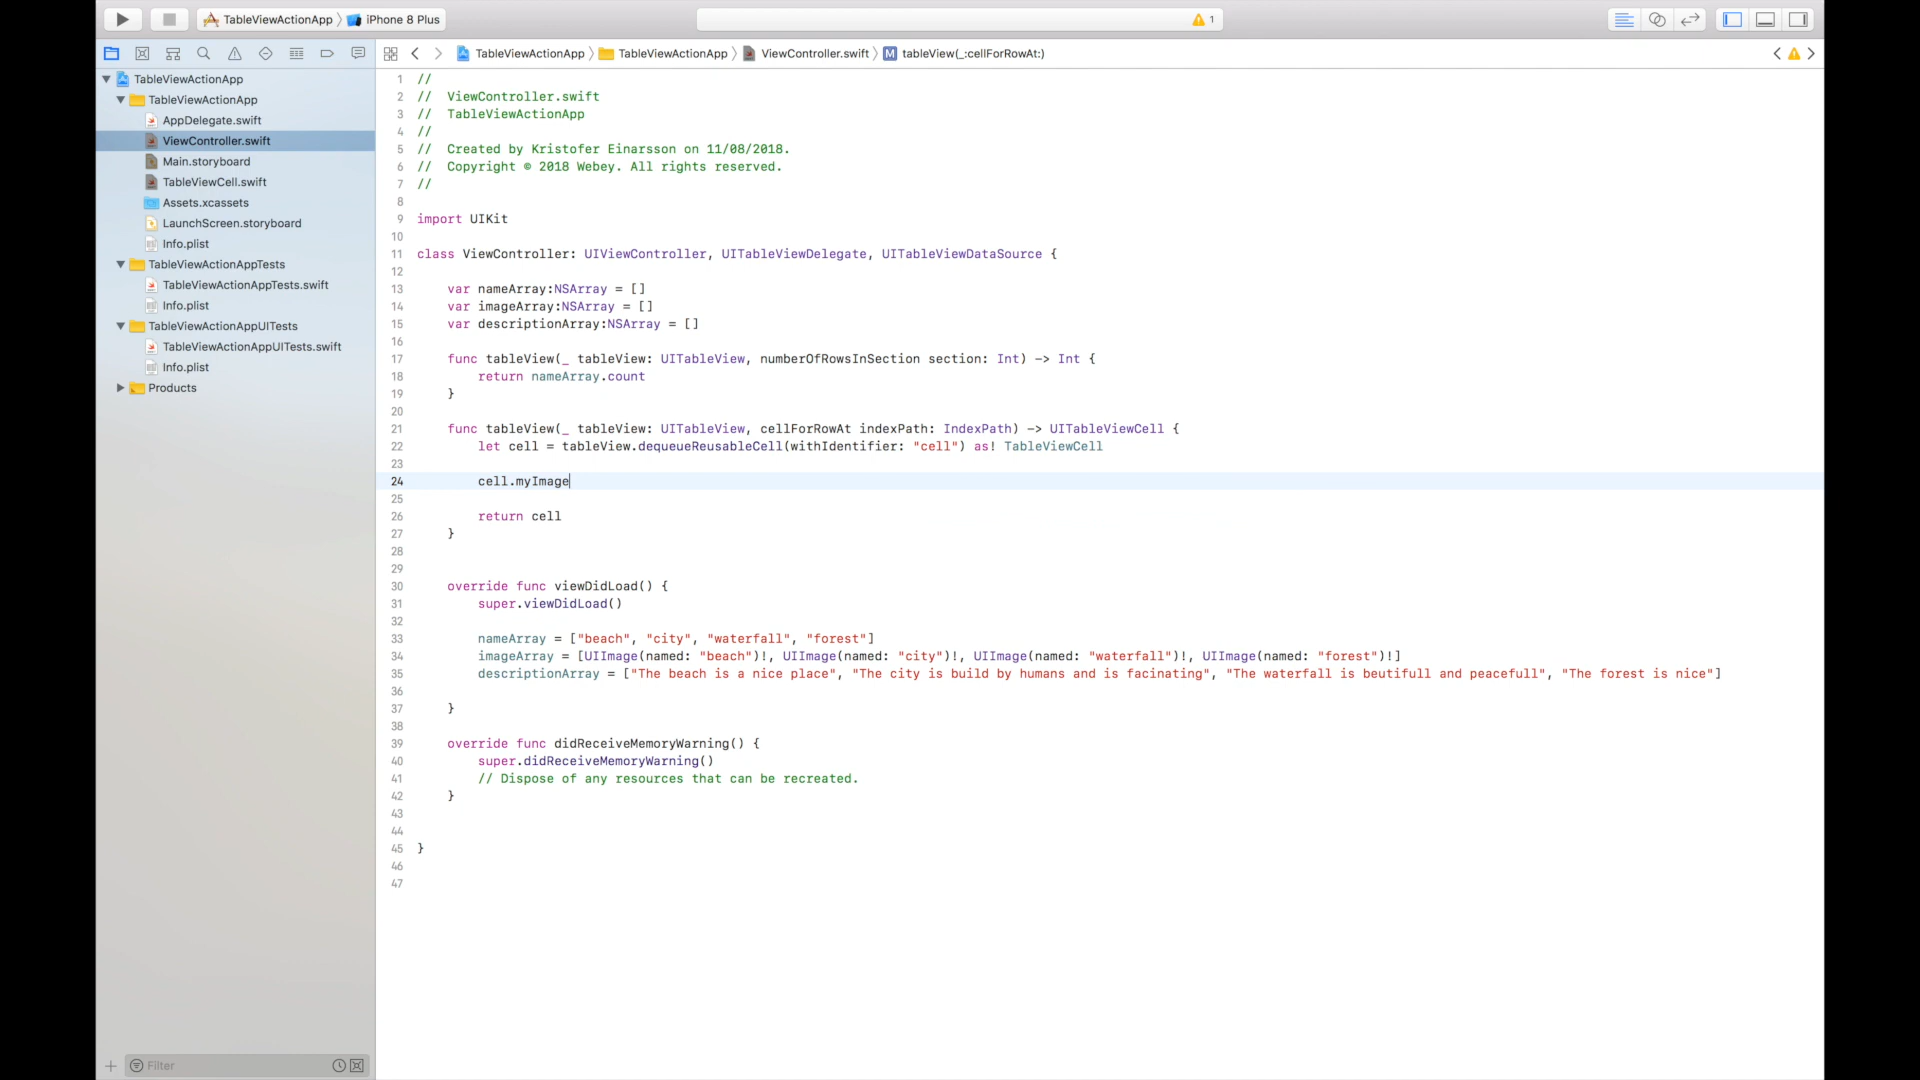 TableViewActionApp 〉 iPhone 8 Plus
1
TableViewActionApp 〉 TableViewActionApp 〉 ViewController.swift 〉 M tableView(_:cellForRowAt:)
TableViewActionApp
TableViewActionApp
AppDelegate.swift
ViewController.swift
Main.storyboard
TableViewCell.swift
Assets.xcassets
LaunchScreen.storyboard
Info.plist
TableViewActionAppTests
TableViewActionAppTests.swift
Info.plist
TableViewActionAppUITests
TableViewActionAppUITests.swift
Info.plist
Products
Filter
1 //
2 //  ViewController.swift
3 //  TableViewActionApp
4 //
5 //  Created by Kristofer Einarsson on 11/08/2018.
6 //  Copyright © 2018 Webey. All rights reserved.
7 //
8
9 import UIKit
10
11 class ViewController: UIViewController, UITableViewDelegate, UITableViewDataSource {
12
13     var nameArray:NSArray = []
14     var imageArray:NSArray = []
15     var descriptionArray:NSArray = []
16
17     func tableView(_ tableView: UITableView, numberOfRowsInSection section: Int) -> Int {
18         return nameArray.count
19     }
20
21     func tableView(_ tableView: UITableView, cellForRowAt indexPath: IndexPath) -> UITableViewCell {
22         let cell = tableView.dequeueReusableCell(withIdentifier: "cell") as! TableViewCell
23
24         cell.myImage
25
26         return cell
27     }
28
29
30     override func viewDidLoad() {
31         super.viewDidLoad()
32
33         nameArray = ["beach", "city", "waterfall", "forest"]
34         imageArray = [UIImage(named: "beach")!, UIImage(named: "city")!, UIImage(named: "waterfall")!, UIImage(named: "forest")!]
35         descriptionArray = ["The beach is a nice place", "The city is build by humans and is facinating", "The waterfall is beutifull and peacefull", "The forest is nice"]
36
37     }
38
39     override func didReceiveMemoryWarning() {
40         super.didReceiveMemoryWarning()
41         // Dispose of any resources that can be recreated.
42     }
43
44
45 }
46
47